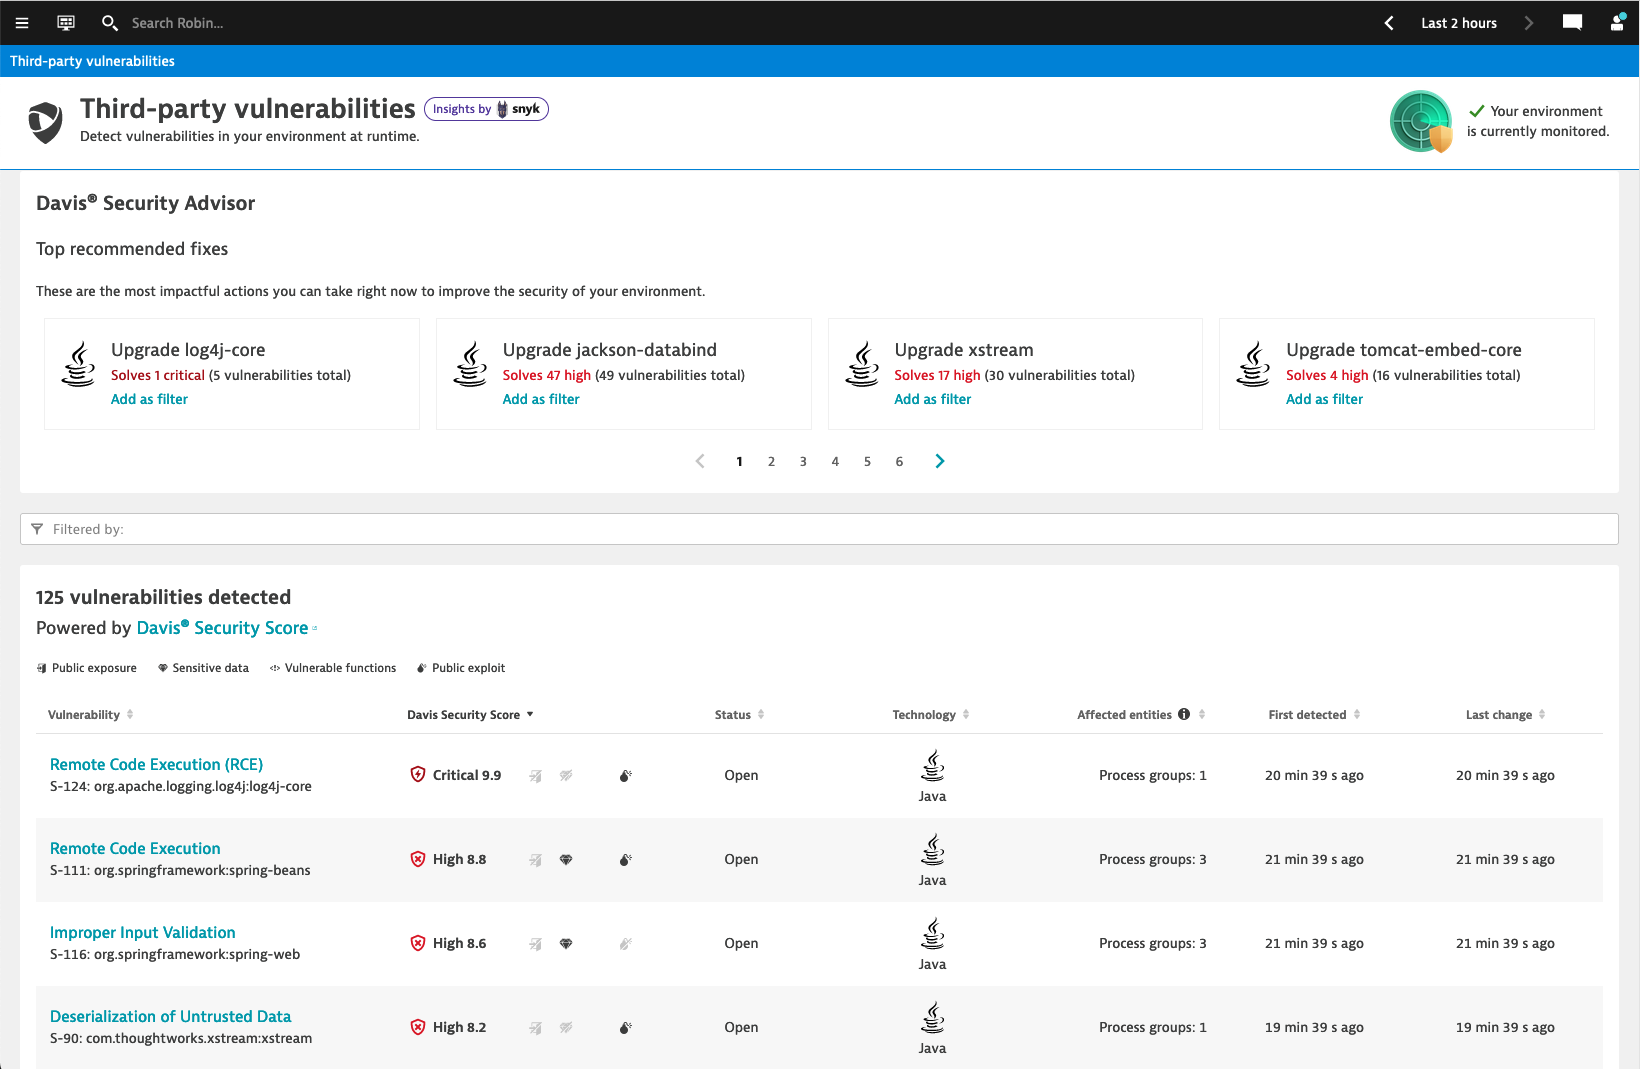 Search Robin...
Last 2 hours
Third-party vulnerabilities
Third-party vulnerabilities Insights by snyk
Detect vulnerabilities in your environment at runtime.
Your environment
is currently monitored.
Davis® Security Advisor
Top recommended fixes
These are the most impactful actions you can take right now to improve the security of your environment.
Upgrade log4j-core
Solves 1 critical (5 vulnerabilities total)
Add as filter
Upgrade jackson-databind
Solves 47 high (49 vulnerabilities total)
Add as filter
Upgrade xstream
Solves 17 high (30 vulnerabilities total)
Add as filter
Upgrade tomcat-embed-core
Solves 4 high (16 vulnerabilities total)
Add as filter
1 2 3 4 5 6
Filtered by:
125 vulnerabilities detected
Powered by Davis® Security Score
Public exposure Sensitive data Vulnerable functions Public exploit
Vulnerability Davis Security Score Status Technology Affected entities First detected Last change
Remote Code Execution (RCE)
S-124: org.apache.logging.log4j:log4j-core
Critical 9.9 Open Java Process groups: 1 20 min 39 s ago 20 min 39 s ago
Remote Code Execution
S-111: org.springframework:spring-beans
High 8.8 Open Java Process groups: 3 21 min 39 s ago 21 min 39 s ago
Improper Input Validation
S-116: org.springframework:spring-web
High 8.6 Open Java Process groups: 3 21 min 39 s ago 21 min 39 s ago
Deserialization of Untrusted Data
S-90: com.thoughtworks.xstream:xstream
High 8.2 Open Java Process groups: 1 19 min 39 s ago 19 min 39 s ago